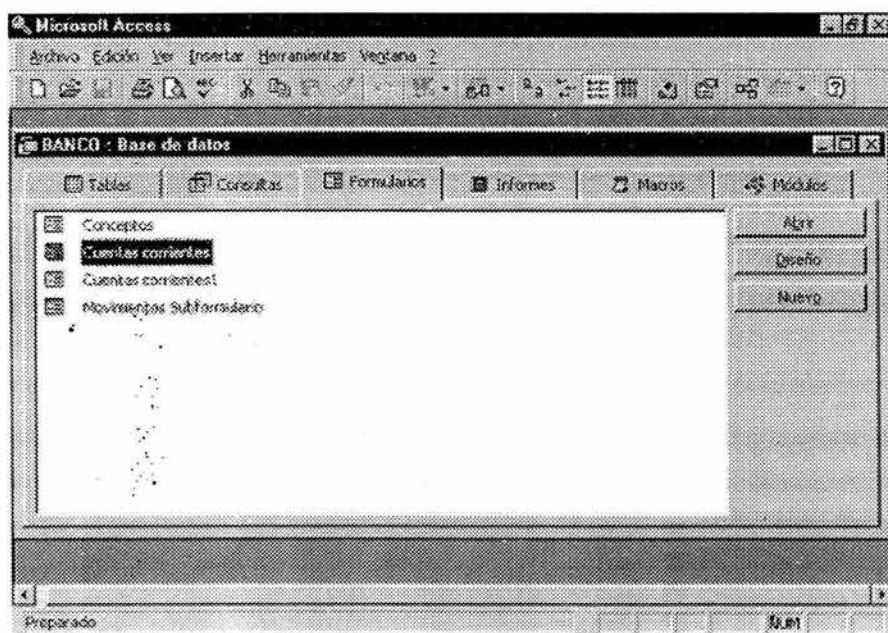 Microsoft Access
Archivo Edición Ver Insertar Herramientas Ventana ?
BANCO : Base de datos
Tablas Consultas Formularios Informes Macros Módulos
Conceptos
Cuentas corrientes
Cuentas corrientes1
Movimientos Subformulario
Abrir
Diseño
Nuevo
Preparado NUM